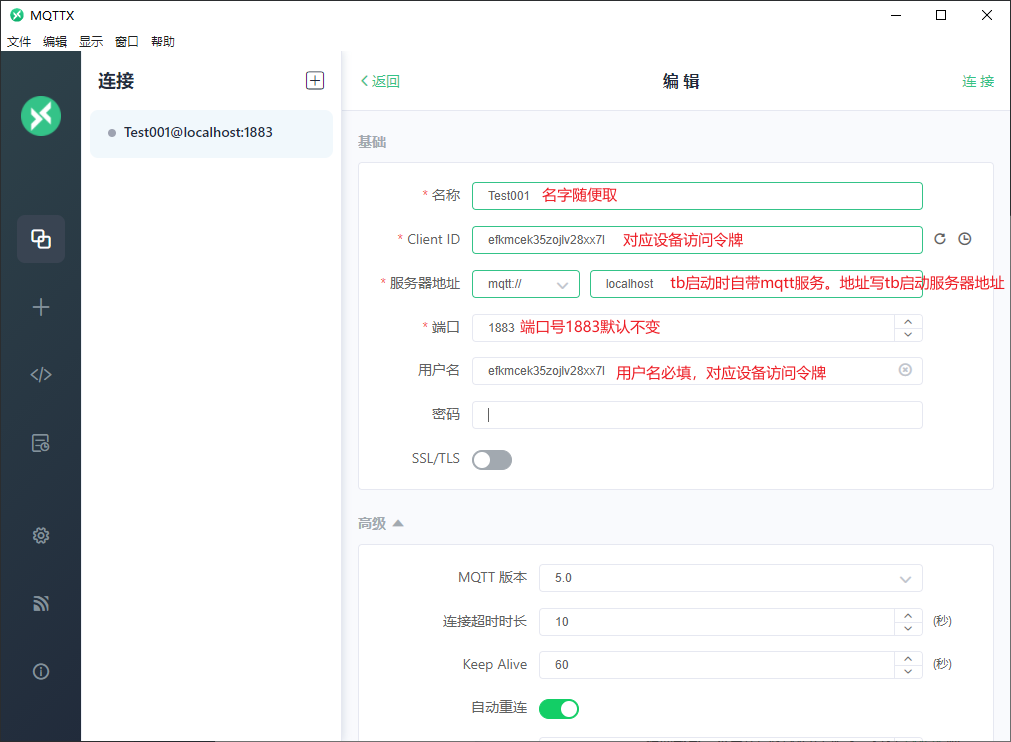 MQTTX
文件 编辑 显示 窗口 帮助
连接
Test001@localhost:1883
返回 编辑 连接
基础
* 名称 Test001 名字随便取
* Client ID efkmcek35zojlv28xx7l 对应设备访问令牌
* 服务器地址 mqtt:// localhost tb启动时自带mqtt服务。地址写tb启动服务器地址
* 端口 1883 端口号1883默认不变
用户名 efkmcek35zojlv28xx7l 用户名必填，对应设备访问令牌
密码
SSL/TLS
高级
MQTT 版本 5.0
连接超时时长 10 (秒)
Keep Alive 60 (秒)
自动重连